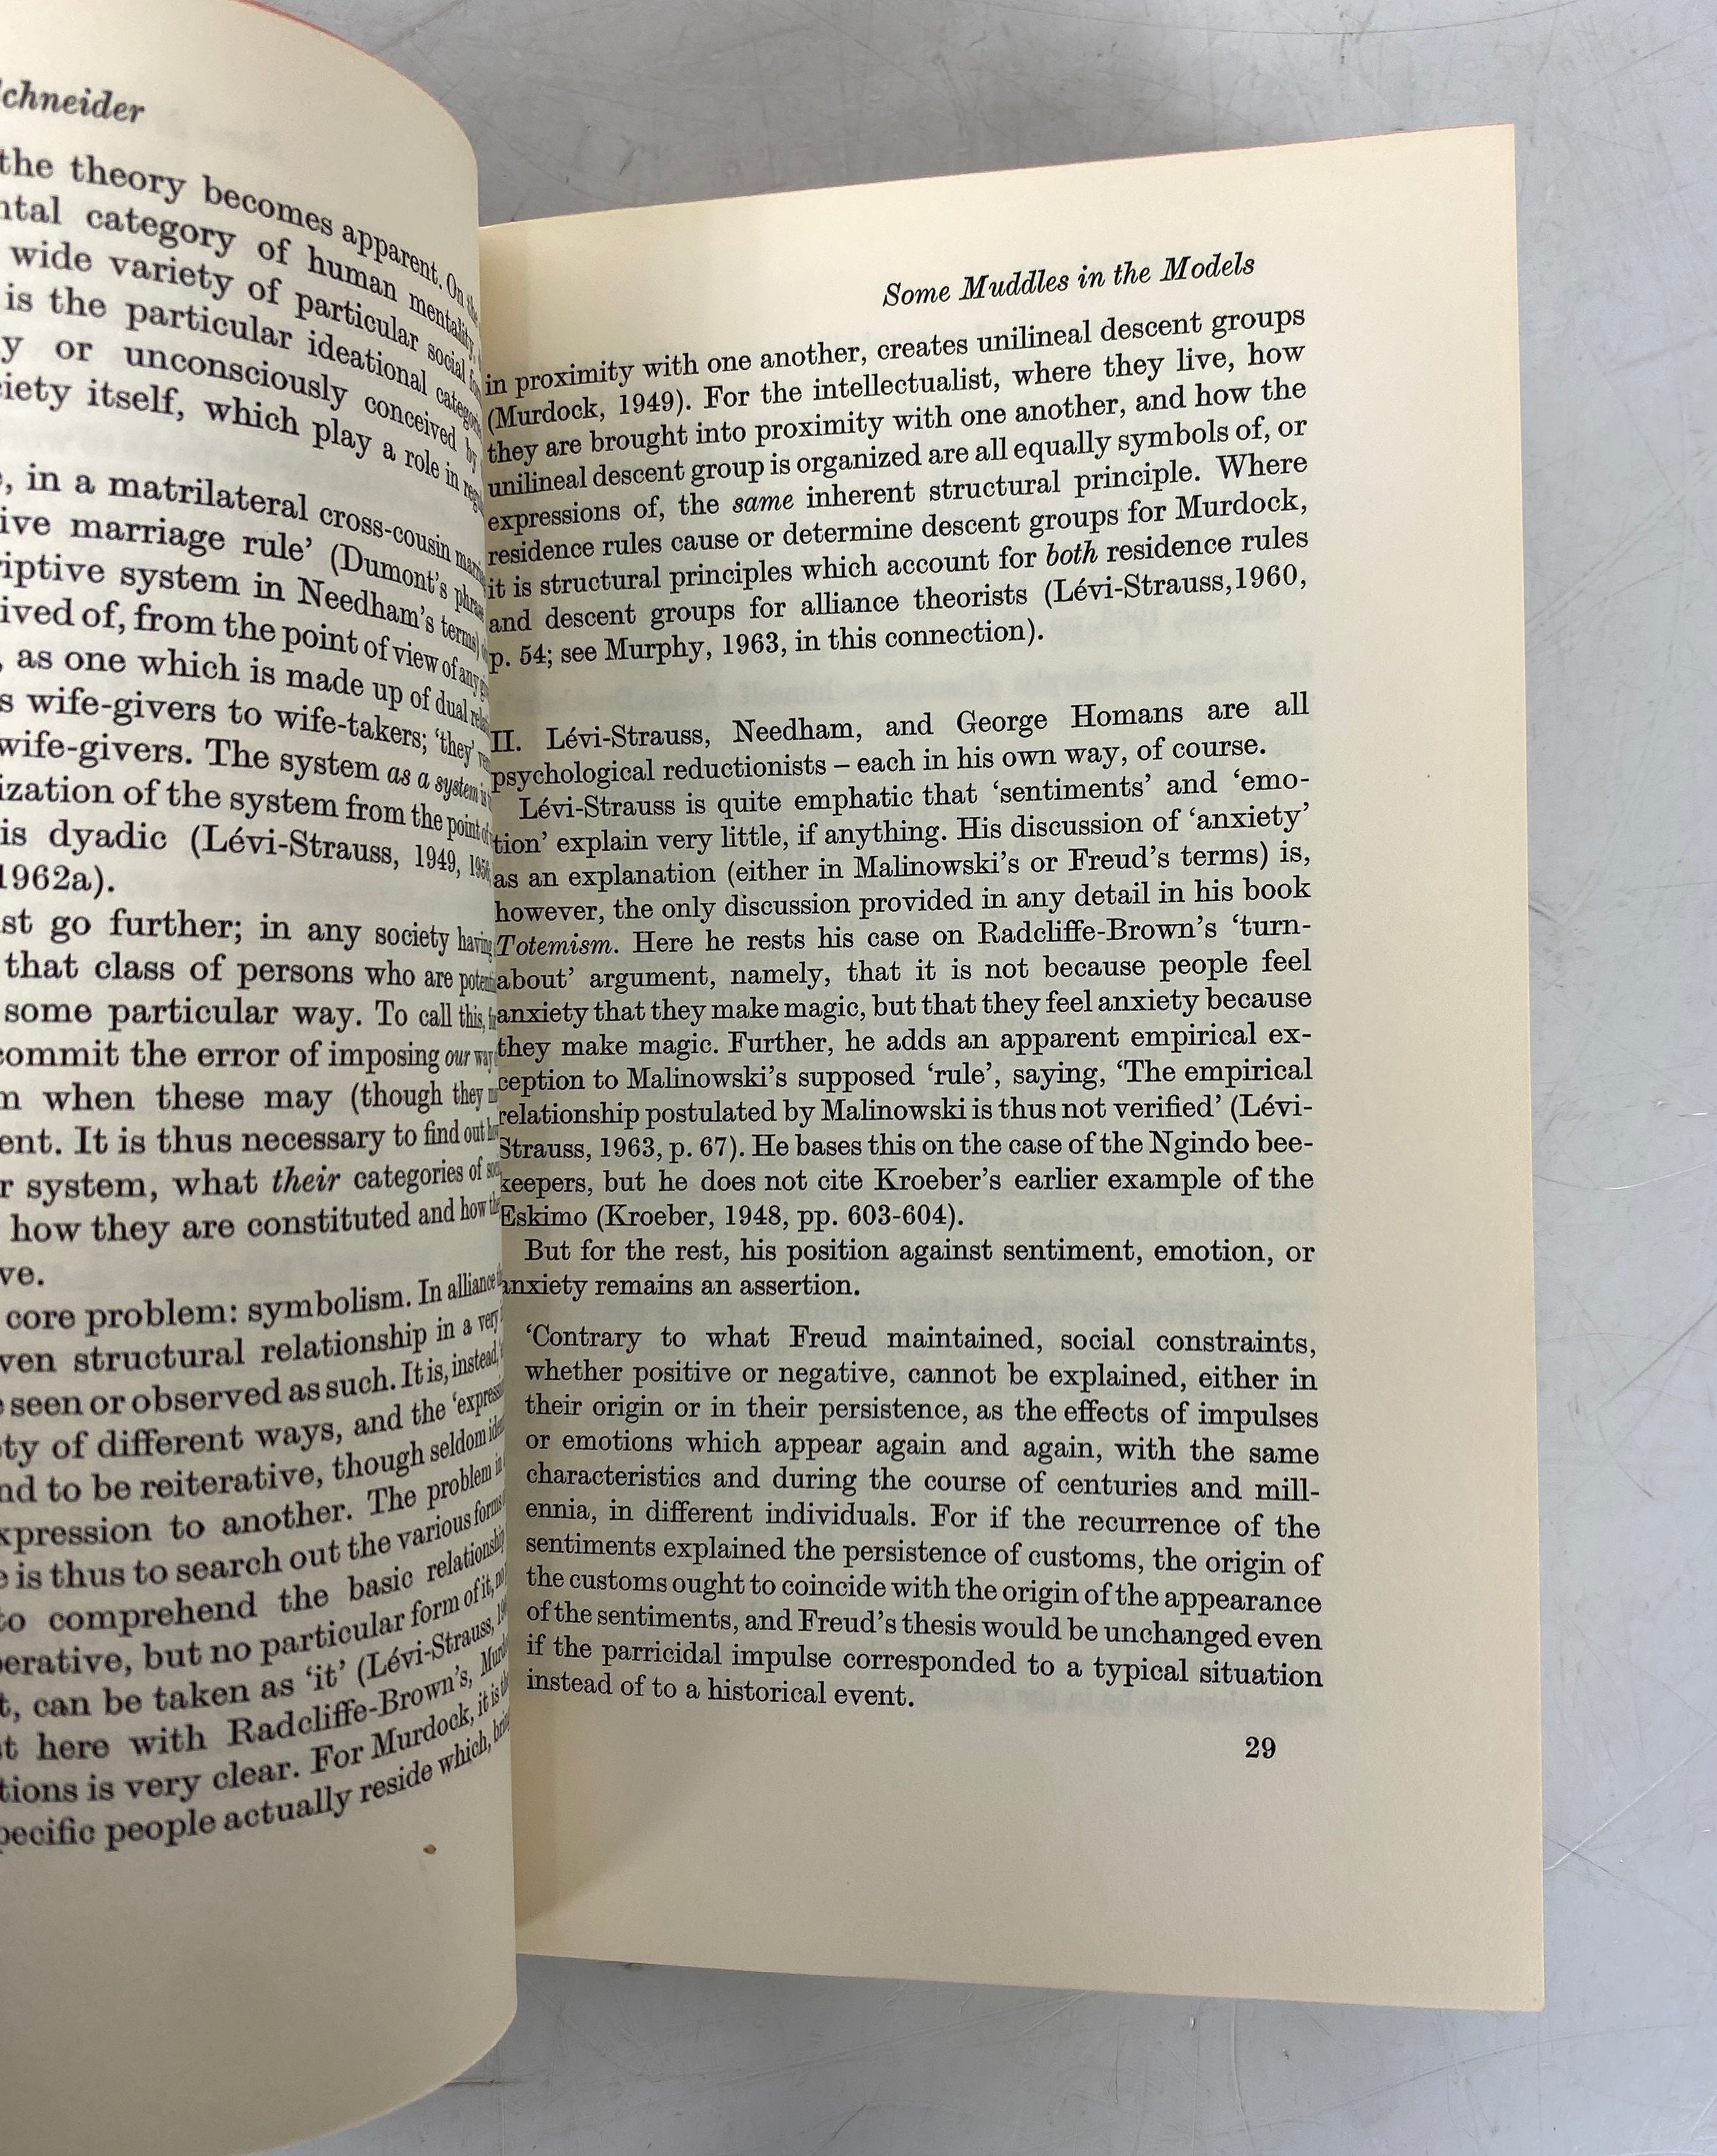 Schneider
the theory becomes apparent. On the
category of human mentality,
wide variety of particular social
is the particular ideational
or unconsciously conceived by
itself, which play a role in
, in a matrilateral cross-cousin
marriage rule’ (Dumont’s phrase
system in Needham’s terms)
of, from the point of view of any
, as one which is made up of dual
wife-givers to wife-takers; ‘they’
wife-givers. The system as a system is
of the system from the point of
is dyadic (Lévi-Strauss, 1949,
1962a).
go further; in any society having
that class of persons who are
some particular way. To call this,
commit the error of imposing our way
when these may (though they
It is thus necessary to find out how
system, what their categories of
how they are constituted and how

core problem: symbolism. In alliance
structural relationship in a very
seen or observed as such. It is, instead,
of different ways, and the
to be reiterative, though seldom
expression to another. The problem in
is thus to search out the various forms
to comprehend the basic relationship
but no particular form of it,
can be taken as ‘it’ (Lévi-Strauss,
here with Radcliffe-Brown’s,
is very clear. For Murdock, it is
specific people actually reside which,
Some Muddles in the Models
in proximity with one another, creates unilineal descent groups
(Murdock, 1949). For the intellectualist, where they live, how
they are brought into proximity with one another, and how the
unilineal descent group is organized are all equally symbols of, or
expressions of, the same inherent structural principle. Where
residence rules cause or determine descent groups for Murdock,
it is structural principles which account for both residence rules
and descent groups for alliance theorists (Lévi-Strauss,1960,
p. 54; see Murphy, 1963, in this connection).
II. Lévi-Strauss, Needham, and George Homans are all
psychological reductionists – each in his own way, of course.
Lévi-Strauss is quite emphatic that ‘sentiments’ and ‘emo-
tion’ explain very little, if anything. His discussion of ‘anxiety’
as an explanation (either in Malinowski’s or Freud’s terms) is,
however, the only discussion provided in any detail in his book
Totemism. Here he rests his case on Radcliffe-Brown’s ‘turn-
about’ argument, namely, that it is not because people feel
anxiety that they make magic, but that they feel anxiety because
they make magic. Further, he adds an apparent empirical ex-
ception to Malinowski’s supposed ‘rule’, saying, ‘The empirical
relationship postulated by Malinowski is thus not verified’ (Lévi-
Strauss, 1963, p. 67). He bases this on the case of the Ngindo bee-
keepers, but he does not cite Kroeber’s earlier example of the
Eskimo (Kroeber, 1948, pp. 603-604).
But for the rest, his position against sentiment, emotion, or
anxiety remains an assertion.
‘Contrary to what Freud maintained, social constraints,
whether positive or negative, cannot be explained, either in
their origin or in their persistence, as the effects of impulses
or emotions which appear again and again, with the same
characteristics and during the course of centuries and mill-
ennia, in different individuals. For if the recurrence of the
sentiments explained the persistence of customs, the origin of
the customs ought to coincide with the origin of the appearance
of the sentiments, and Freud’s thesis would be unchanged even
if the parricidal impulse corresponded to a typical situation
instead of to a historical event.
29